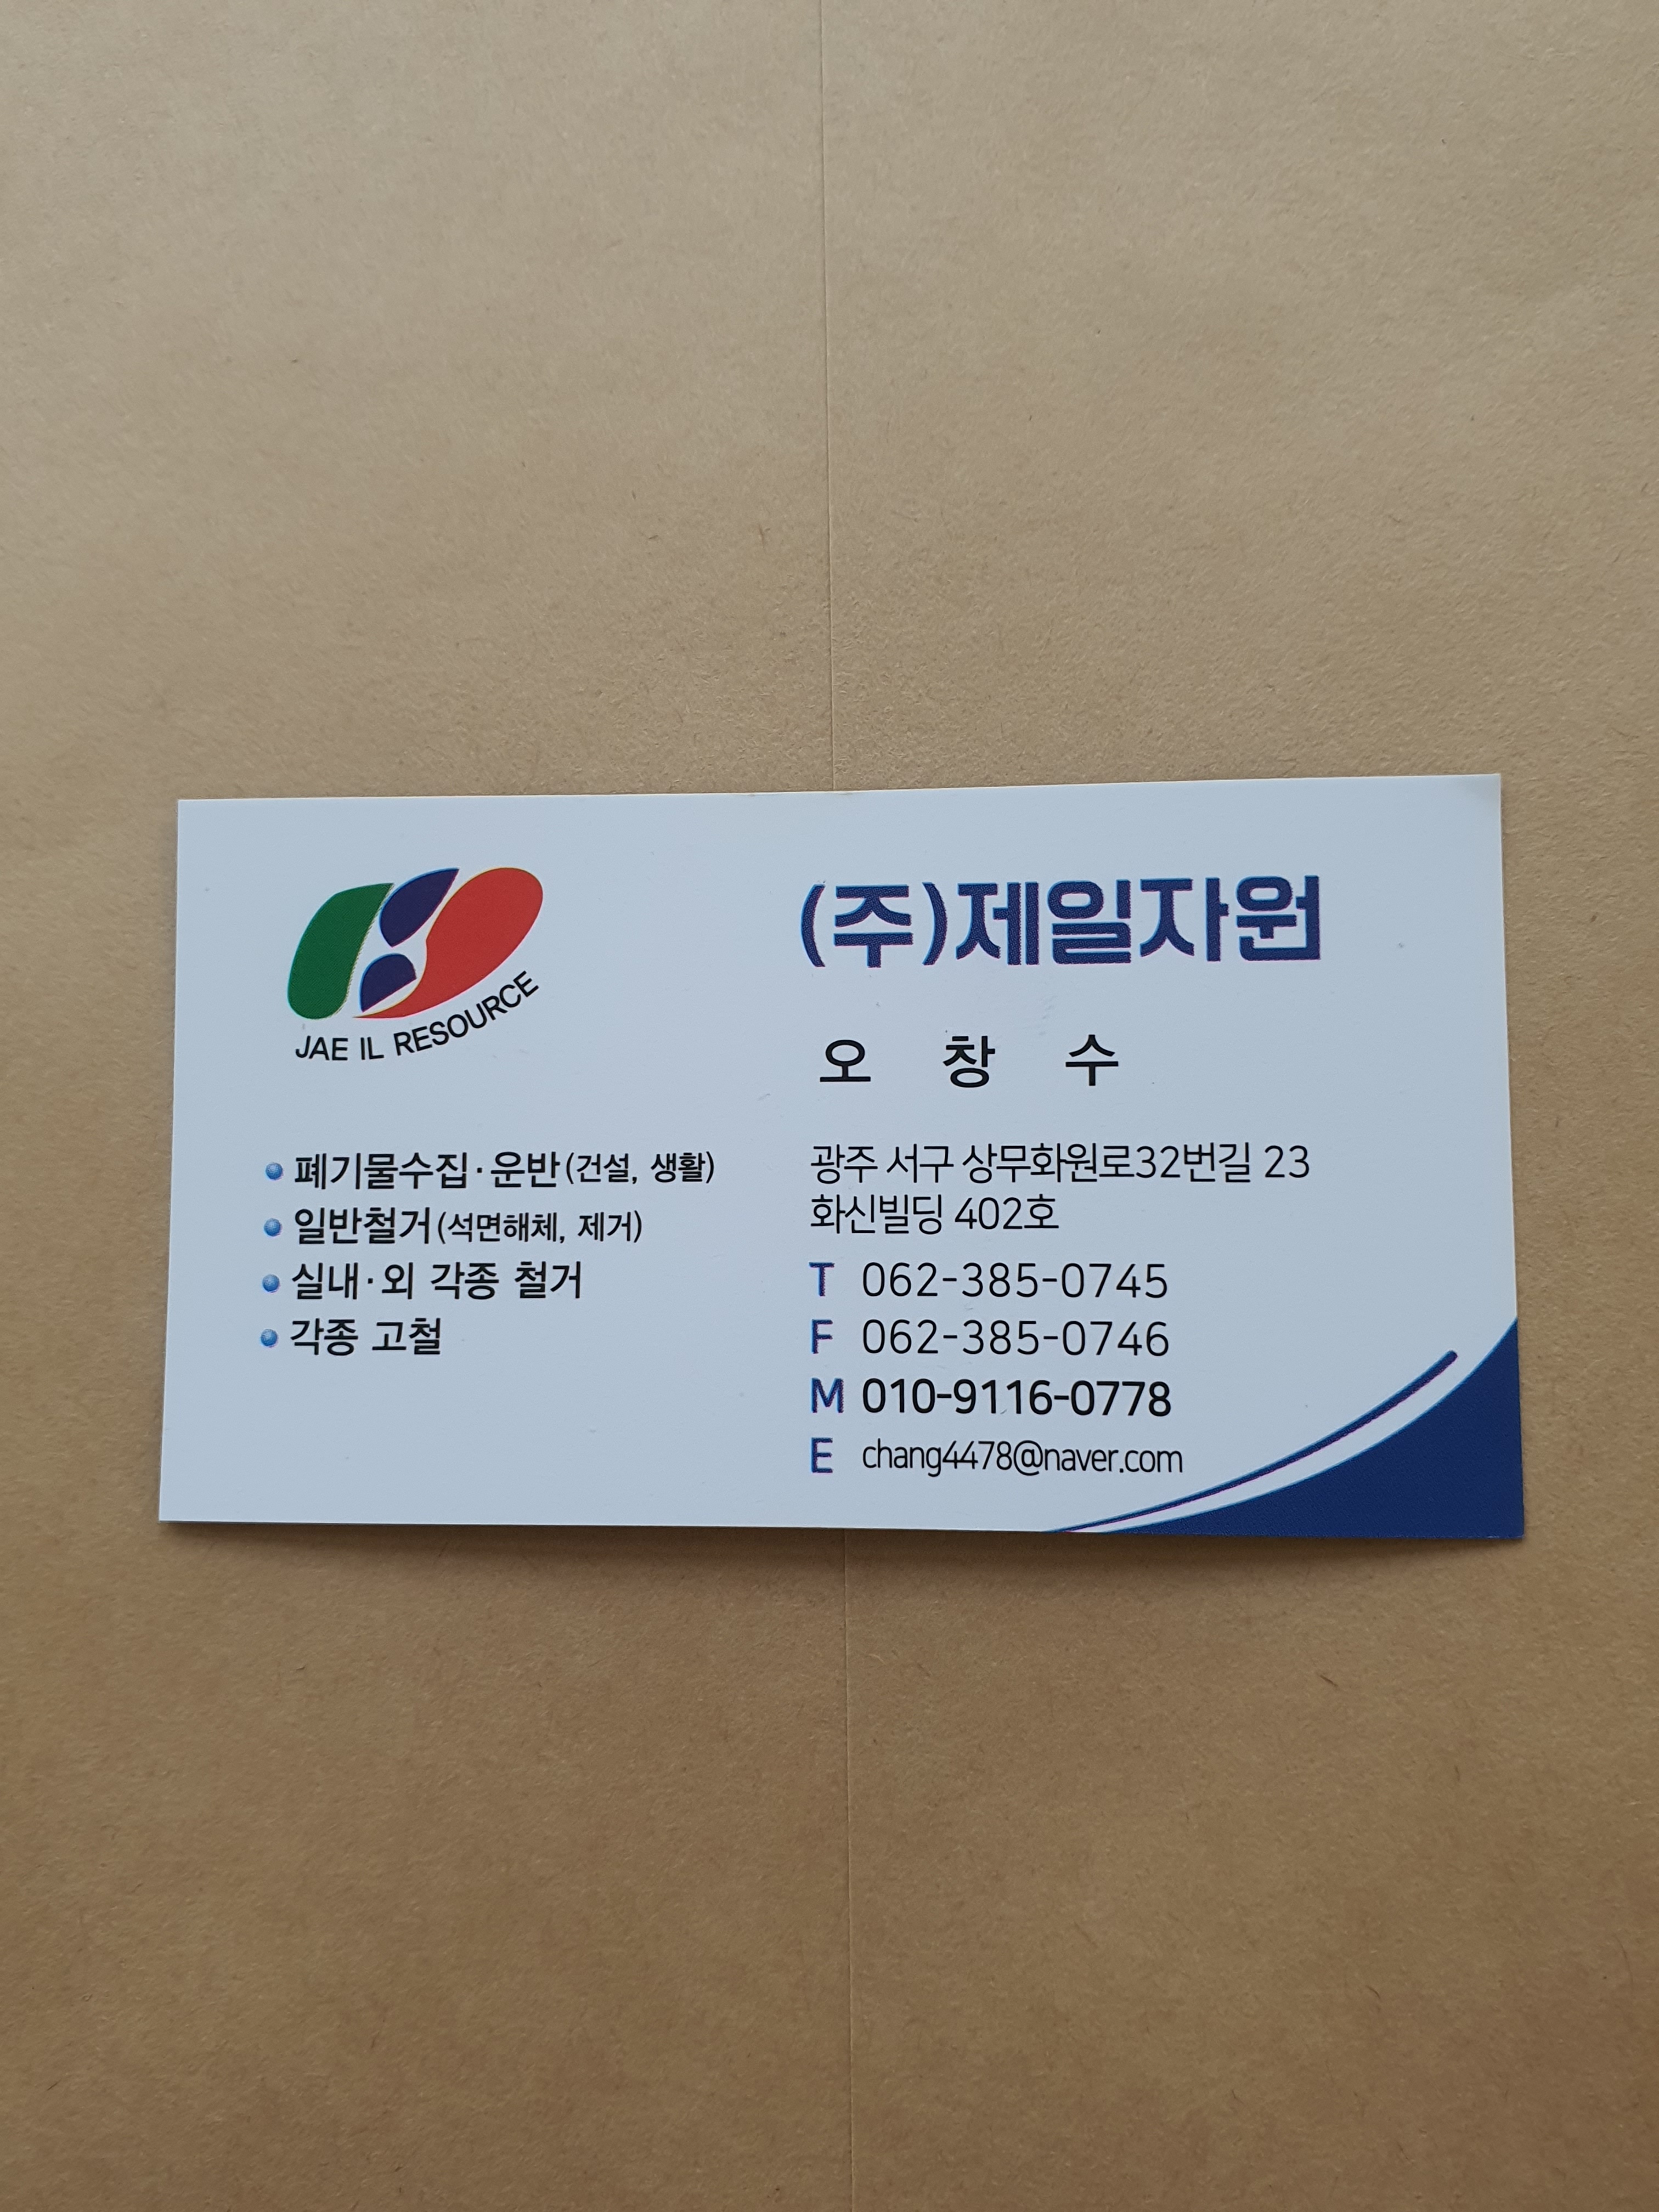 JAE IL RESOURCE
• 폐기물수집·운반(건설, 생활)
• 일반철거(석면해체, 제거)
• 실내·외 각종 철거
• 각종 고철
(주)제일자원
오 창 수
광주 서구 상무화원로32번길 23
화신빌딩 402호
T 062-385-0745
F 062-385-0746
M 010-9116-0778
E chang4478@naver.com